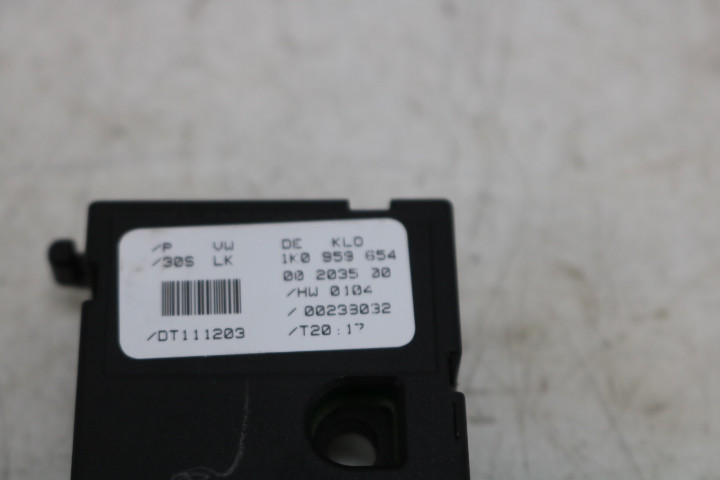 /P VW DE KLO
/30S LK 1K0 959 654
00 2035 00
/HW 0104
/00233032
/DT111203 /T20:17